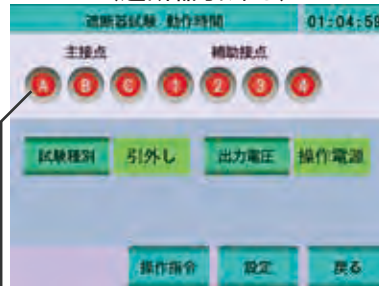 遮断器試験 動作時間 01:04:59
主接点 補助接点
A B C 1 2 3 4
試験種別 引外し 出力電圧 操作電源
操作指令 設定 戻る